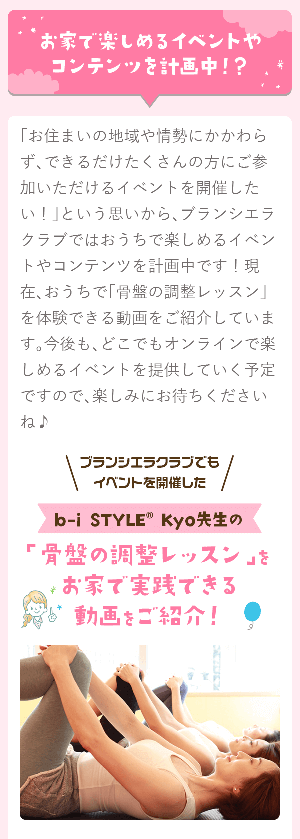 お家で楽しめるイベントや
コンテンツを計画中！？
「お住まいの地域や情勢にかかわら
ず、できるだけたくさんの方にご参
加いただけるイベントを開催した
い！」という思いから、ブランシエラ
クラブではおうちで楽しめるイベン
トやコンテンツを計画中です！現
在、おうちで「骨盤の調整レッスン」
を体験できる動画をご紹介していま
す。今後も、どこでもオンラインで楽
しめるイベントを提供していく予定
ですので、楽しみにお待ちください
ね♪
ブランシエラクラブでも
イベントを開催した
b-i STYLE® Kyo先生の
「骨盤の調整レッスン」を
お家で実践できる
動画をご紹介！